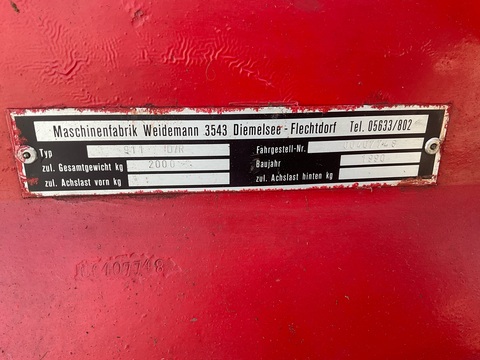 Maschinenfabrik Weidemann 3543 Diemelsee-Flechtdorf Tel. 05633/802
Typ Fahrgestell-Nr.
zul. Gesamtgewicht kg 2000 Baujahr
zul. Achslast vorn kg zul. Achslast hinten kg